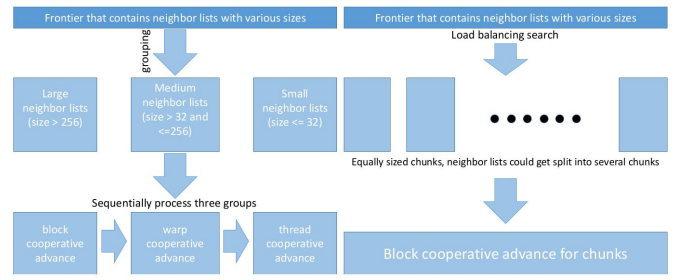 Frontier that contains neighbor lists with various sizes
grouping
Large
neighbor lists
(size > 256)
Medium
neighbor lists
(size > 32 and
<=256)
Small
neighbor lists
(size <= 32)
Sequentially process three groups
block
cooperative
advance
warp
cooperative
advance
thread
cooperative
advance
Frontier that contains neighbor lists with various sizes
Load balancing search
Equally sized chunks, neighbor lists could get split into several chunks
Block cooperative advance for chunks